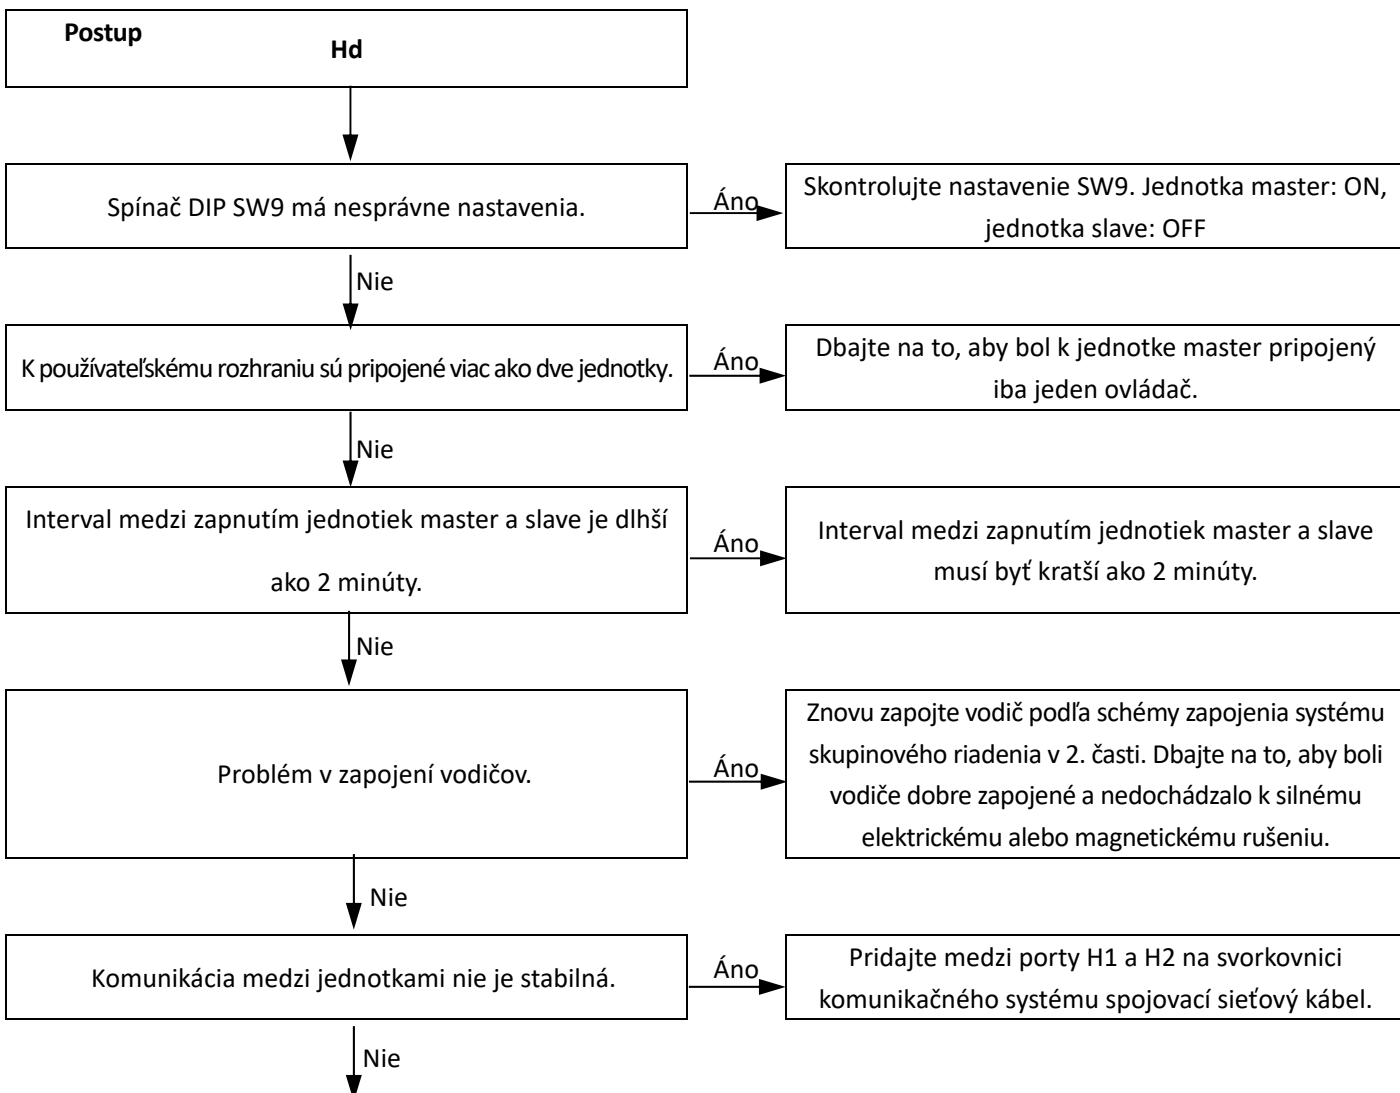 Postup
Hd
Spínač DIP SW9 má nesprávne nastavenia.
Áno
Skontrolujte nastavenie SW9. Jednotka master: ON,
jednotka slave: OFF
Nie
K používateľskému rozhraniu sú pripojené viac ako dve jednotky.
Áno
Dbajte na to, aby bol k jednotke master pripojený
iba jeden ovládač.
Nie
Interval medzi zapnutím jednotiek master a slave je dlhší
ako 2 minúty.
Áno
Interval medzi zapnutím jednotiek master a slave
musí byť kratší ako 2 minúty.
Nie
Problém v zapojení vodičov.
Áno
Znovu zapojte vodič podľa schémy zapojenia systému
skupinového riadenia v 2. časti. Dbajte na to, aby boli
vodiče dobre zapojené a nedochádzalo k silnému
elektrickému alebo magnetickému rušeniu.
Nie
Komunikácia medzi jednotkami nie je stabilná.
Áno
Pridajte medzi porty H1 a H2 na svorkovnici
komunikačného systému spojovací sieťový kábel.
Nie